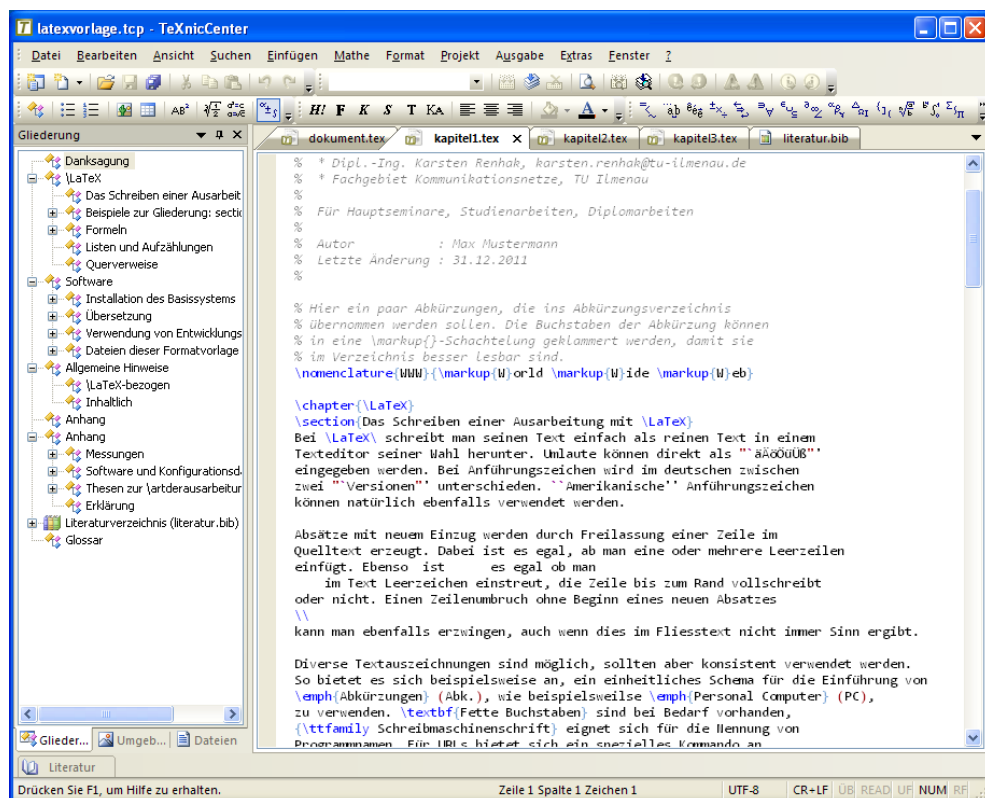 latexvorlage.tcp - TeXnicCenter
Datei Bearbeiten Ansicht Suchen Einfügen Mathe Format Projekt Ausgabe Extras Fenster ?
H! F K S T KA
Gliederung
dokument.tex kapitel1.tex X kapitel2.tex kapitel3.tex literatur.bib
Danksagung
\LaTeX
Das Schreiben einer Ausarbeit
Beispiele zur Gliederung: sectio
Formeln
Listen und Aufzählungen
Querverweise
Software
Installation des Basissystems
Übersetzung
Verwendung von Entwicklungs
Dateien dieser Formatvorlage
Allgemeine Hinweise
\LaTeX-bezogen
Inhaltlich
Anhang
Anhang
Messungen
Software und Konfigurationsd
Thesen zur \artderausarbeitur
Erklärung
Literaturverzeichnis (literatur.bib)
Glossar
% * Dipl.-Ing. Karsten Renhak, karsten.renhak@tu-ilmenau.de
% * Fachgebiet Kommunikationsnetze, TU Ilmenau
%
% Für Hauptseminare, Studienarbeiten, Diplomarbeiten
%
% Autor : Max Mustermann
% Letzte Änderung : 31.12.2011
%
% Hier ein paar Abkürzungen, die ins Abkürzungsverzeichnis
% übernommen werden sollen. Die Buchstaben der Abkürzung können
% in eine \markup{}-Schachtelung geklammert werden, damit sie
% im Verzeichnis besser lesbar sind.
\nomenclature{WWW}{\markup{W}orld \markup{W}ide \markup{W}eb}
\chapter{\LaTeX}
\section{Das Schreiben einer Ausarbeitung mit \LaTeX}
Bei \LaTeX\ schreibt man seinen Text einfach als reinen Text in einem
Texteditor seiner Wahl herunter. Umlaute können direkt als "`äÄöÖüÜß"'
eingegeben werden. Bei Anführungszeichen wird im deutschen zwischen
zwei "`Versionen"' unterschieden. ``Amerikanische'' Anführungszeichen
können natürlich ebenfalls verwendet werden.
Absätze mit neuem Einzug werden durch Freilassung einer Zeile im
Quelltext erzeugt. Dabei ist es egal, ab man eine oder mehrere Leerzeilen
einfügt. Ebenso ist es egal ob man
im Text Leerzeichen einstreut, die Zeile bis zum Rand vollschreibt
oder nicht. Einen Zeilenumbruch ohne Beginn eines neuen Absatzes
\\
kann man ebenfalls erzwingen, auch wenn dies im Fliesstext nicht immer Sinn ergibt.
Diverse Textauszeichnungen sind möglich, sollten aber konsistent verwendet werden.
So bietet es sich beispielsweise an, ein einheitliches Schema für die Einführung von
\emph{Abkürzungen} (Abk.), wie beispielsweilse \emph{Personal Computer} (PC),
zu verwenden. \textbf{Fette Buchstaben} sind bei Bedarf vorhanden,
{\ttfamily Schreibmaschinenschrift} eignet sich für die Nennung von
Programmnamen. Für URLs bietet sich ein spezielles Kommando an
Glieder... Umgeb... Dateien
Literatur
Drücken Sie F1, um Hilfe zu erhalten. Zeile 1 Spalte 1 Zeichen 1 UTF-8 CR+LF ÜB READ UF NUM RF